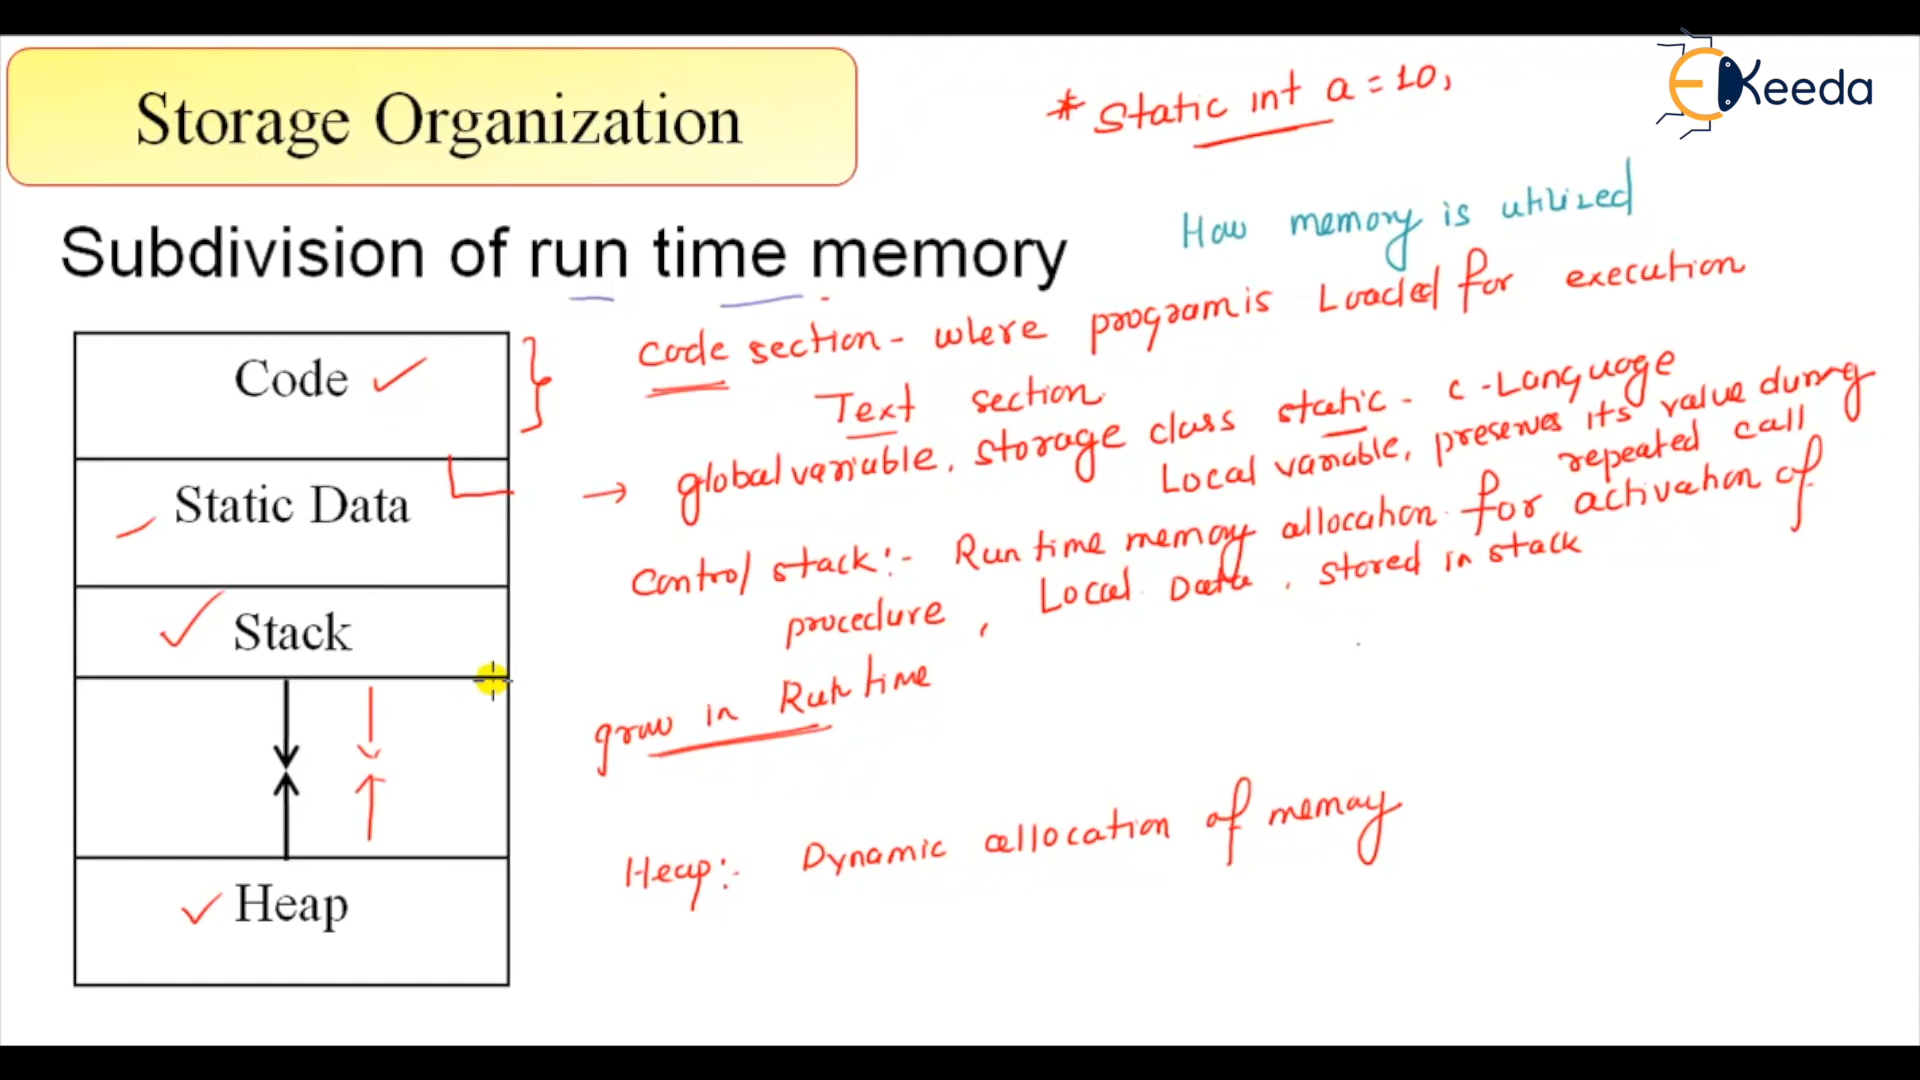 Storage Organization
* Static int a = 10,
EKeeda
How memory is utilized
Subdivision of run time memory
Code section - where program is Loaded for execution
Text section
→ global variable, storage class static - C - Language
Local variable, preserves its value during
repeated call
Control stack :- Run time memory allocation for activation of
procedure , Local Data , stored in stack
grow in Run time
Heap :- Dynamic allocation of memory
Code
Static Data
Stack
Heap